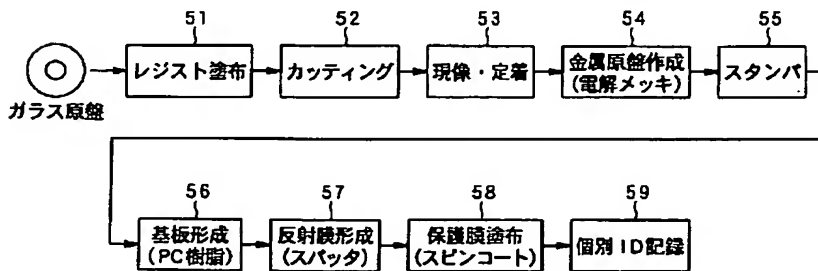 51
52
53
54
55
レジスト塗布
カッティング
現像・定着
金属原盤作成
(電解メッキ)
スタンパ
ガラス原盤
56
57
58
59
基板形成
(PC樹脂)
反射膜形成
(スパッタ)
保護膜塗布
(スピンコート)
個別ID記録